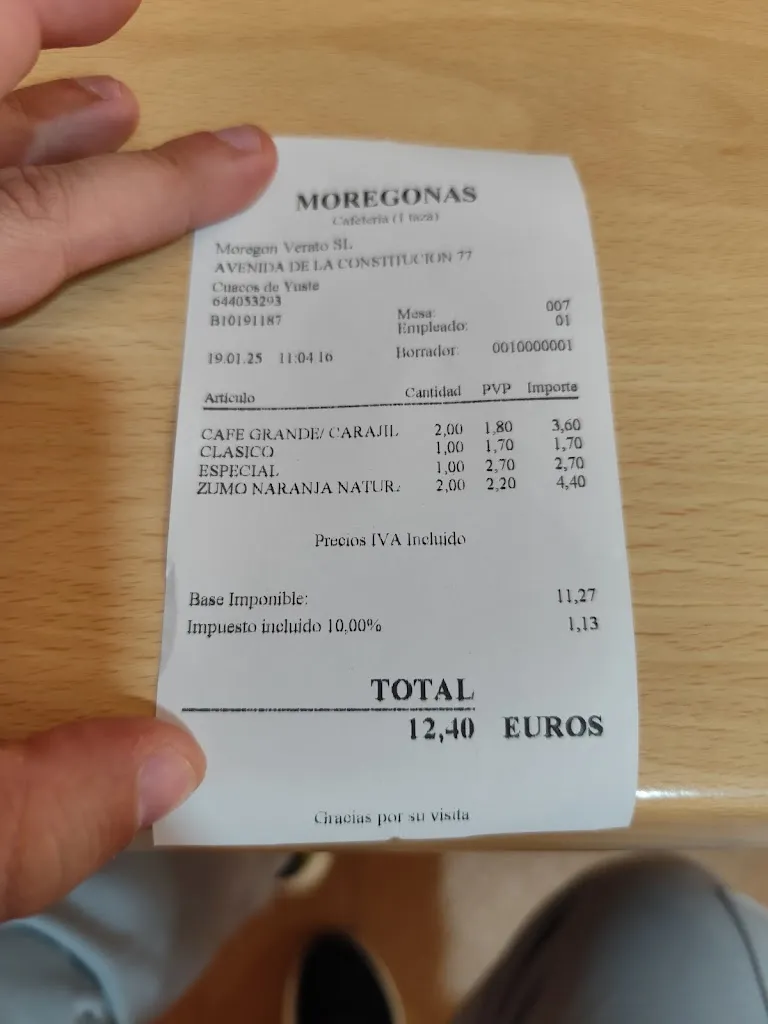 MOREGONAS
Cafetería (1 taza)
Moregon Verato SL
AVENIDA DE LA CONSTITUCION 77
Cuacos de Yuste
644053293
B10191187
Mesa: 007
Empleado: 01
19.01.25 11:04 16 Borrador: 0010000001
Artículo Cantidad PVP Importe
CAFE GRANDE/ CARAJIL 2,00 1,80 3,60
CLASICO 1,00 1,70 1,70
ESPECIAL 1,00 2,70 2,70
ZUMO NARANJA NATUR. 2,00 2,20 4,40
Precios IVA Incluido
Base Imponible: 11,27
Impuesto incluido 10,00% 1,13
TOTAL
12,40 EUROS
Gracias por su visita